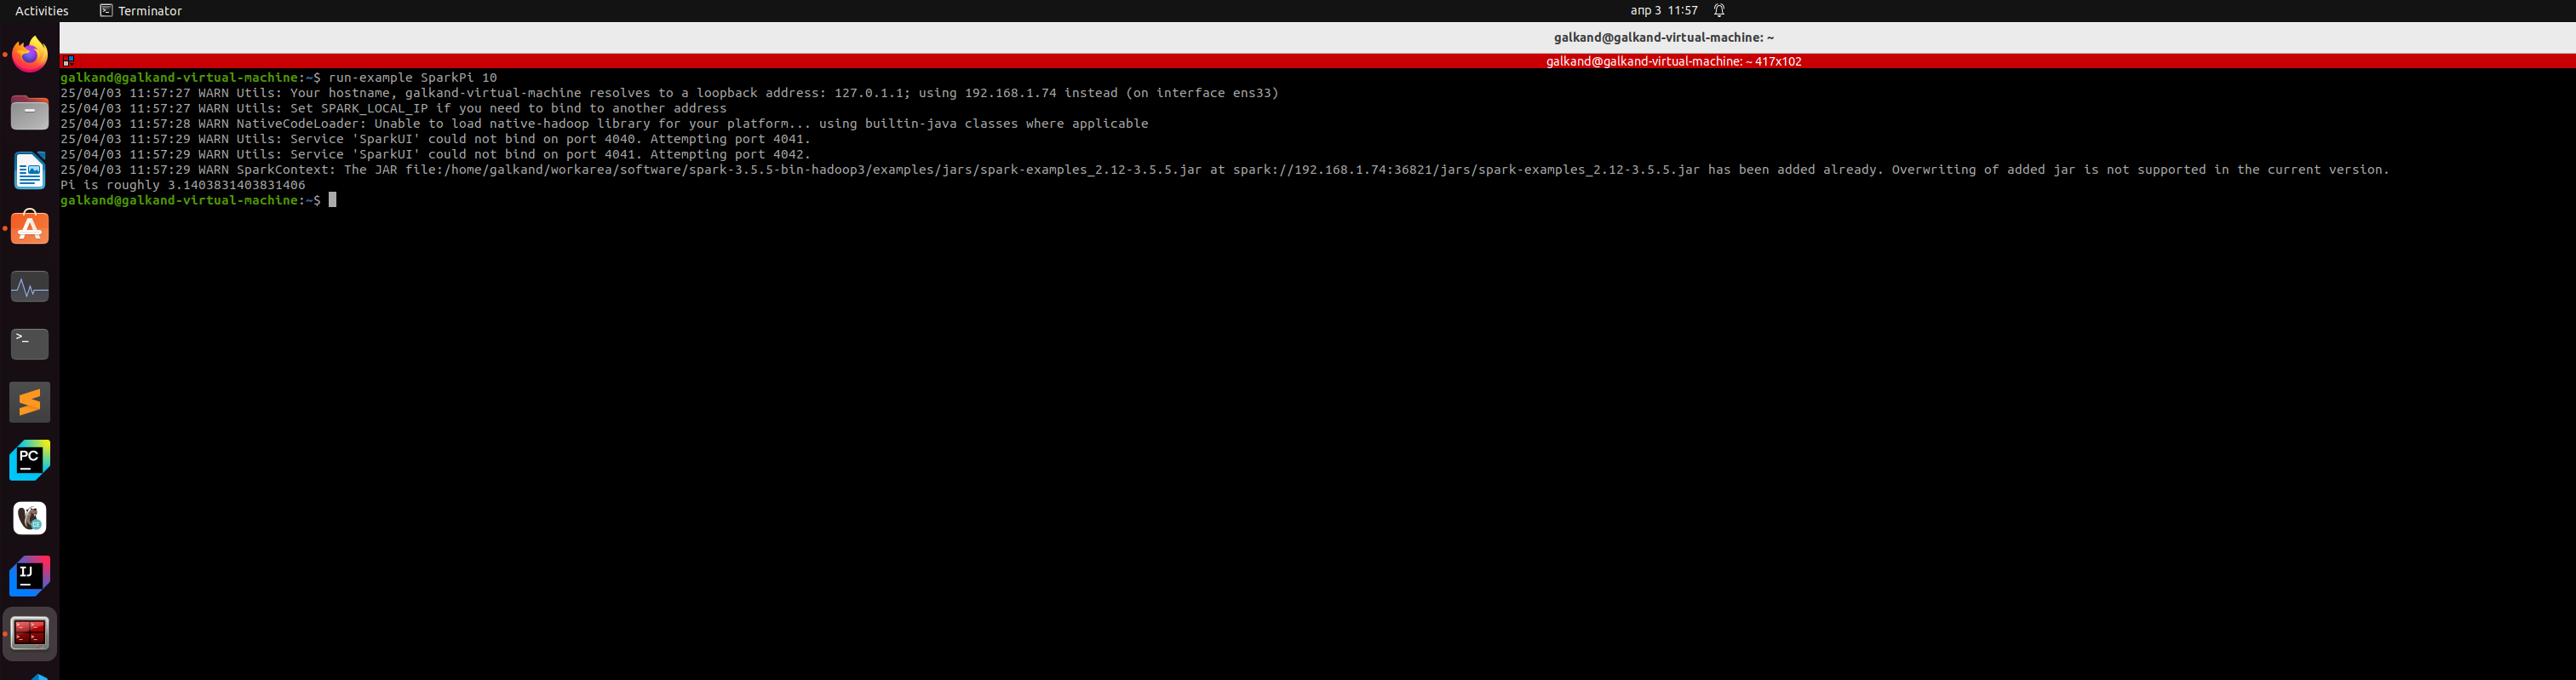 Activities
Terminator
апр 3 11:57
galkand@galkand-virtual-machine: ~
galkand@galkand-virtual-machine: ~ 417x102
galkand@galkand-virtual-machine:~$ run-example SparkPi 10
25/04/03 11:57:27 WARN Utils: Your hostname, galkand-virtual-machine resolves to a loopback address: 127.0.1.1; using 192.168.1.74 instead (on interface ens33)
25/04/03 11:57:27 WARN Utils: Set SPARK_LOCAL_IP if you need to bind to another address
25/04/03 11:57:28 WARN NativeCodeLoader: Unable to load native-hadoop library for your platform... using builtin-java classes where applicable
25/04/03 11:57:29 WARN Utils: Service 'SparkUI' could not bind on port 4040. Attempting port 4041.
25/04/03 11:57:29 WARN Utils: Service 'SparkUI' could not bind on port 4041. Attempting port 4042.
25/04/03 11:57:29 WARN SparkContext: The JAR file:/home/galkand/workarea/software/spark-3.5.5-bin-hadoop3/examples/jars/spark-examples_2.12-3.5.5.jar at spark://192.168.1.74:36821/jars/spark-examples_2.12-3.5.5.jar has been added already. Overwriting of added jar is not supported in the current version.
Pi is roughly 3.1403831403831406
galkand@galkand-virtual-machine:~$
>_
PC
IJ